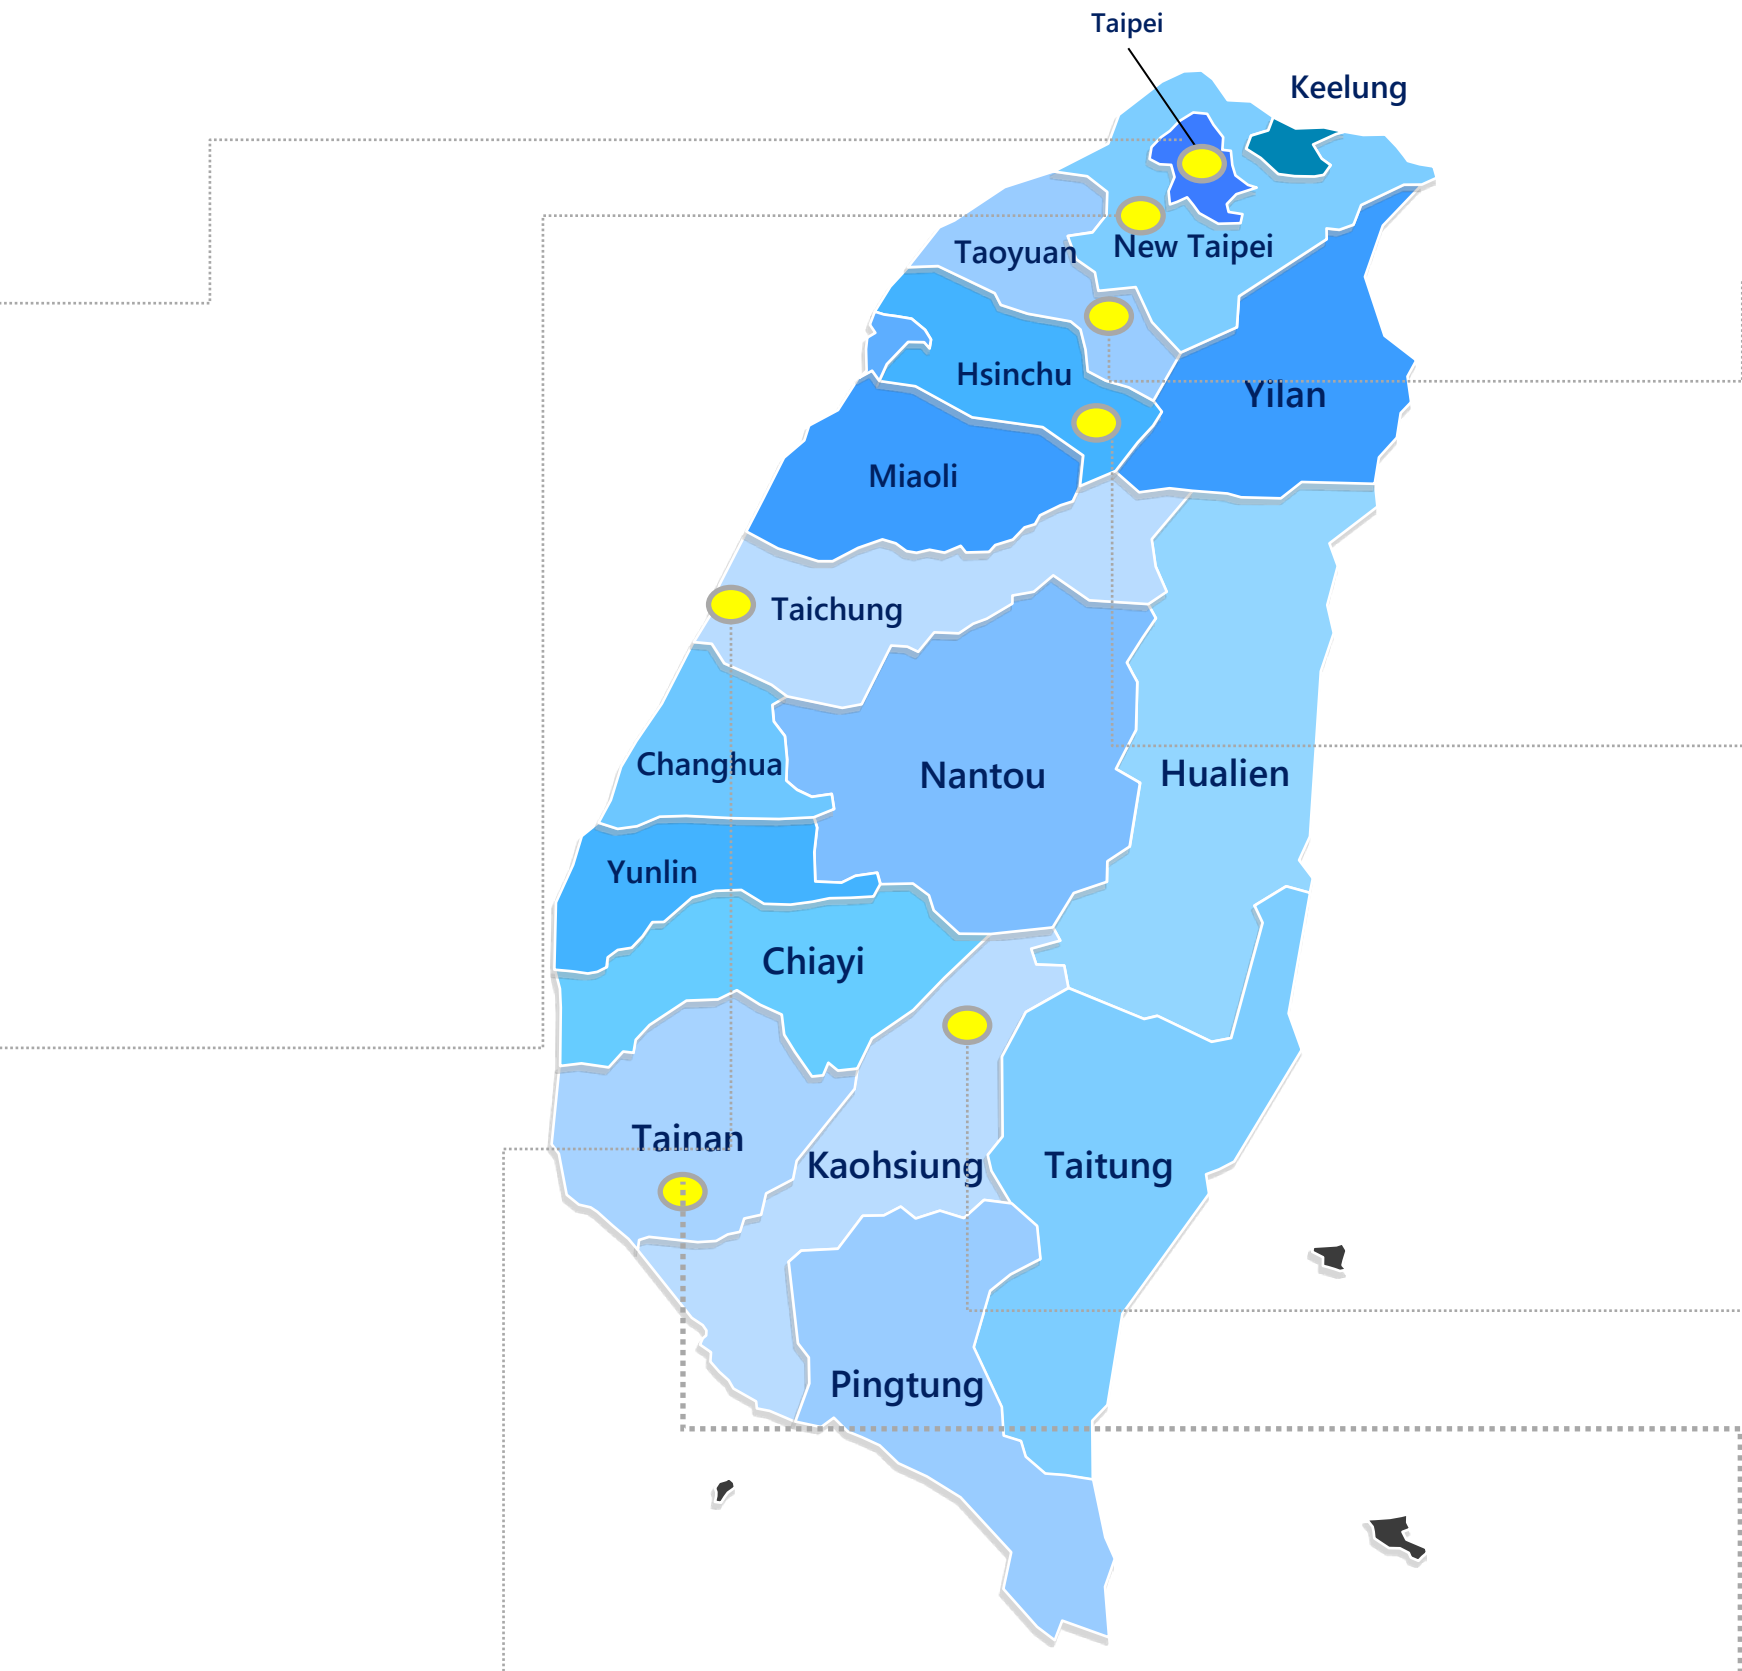 Taipei
Keelung
Taoyuan
New Taipei
Hsinchu
Yilan
Miaoli
Taichung
Changhua
Nantou
Hualien
Yunlin
Chiayi
Tainan
Kaohsiung
Taitung
Pingtung